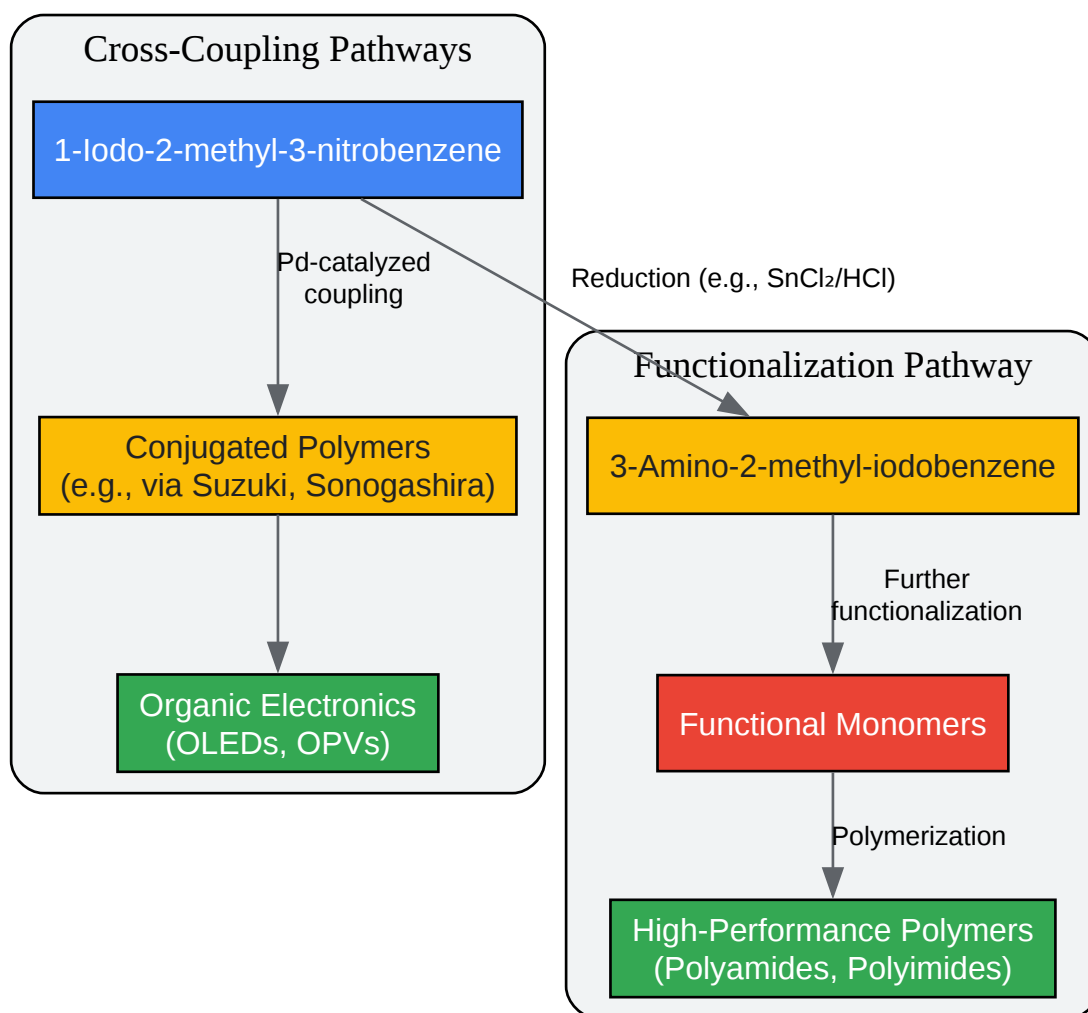 Cross-Coupling Pathways
1-Iodo-2-methyl-3-nitrobenzene
Pd-catalyzed
coupling
Reduction (e.g., SnCl₂/HCl)
Conjugated Polymers
(e.g., via Suzuki, Sonogashira)
Organic Electronics
(OLEDs, OPVs)
Functionalization Pathway
3-Amino-2-methyl-iodobenzene
Further
functionalization
Functional Monomers
Polymerization
High-Performance Polymers
(Polyamides, Polyimides)